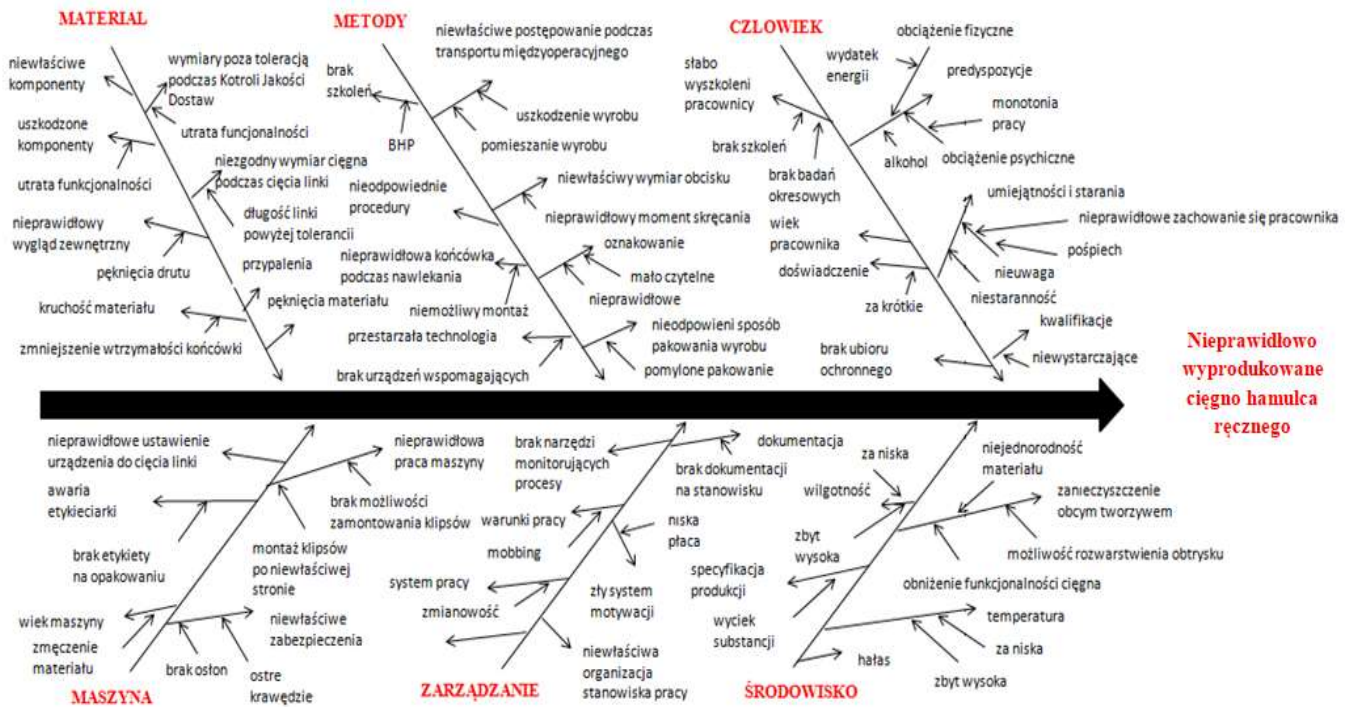 MATERIAL
niewłaściwe
komponenty
wymiary poza toleracją
podczas Kotroli Jakości
Dostaw
uszkodzone
komponenty
utrata funcjonalności
utrata funkcjonalności
niezgodny wymiar cięgna
podczas cięcia linki
nieprawidłowy
wygląd zewnętrzny
długość linki
powyżej tolerancii
pęknięcia drutu
przypalenia
kruchość materiału
pęknięcia materiału
zmniejszenie wtrzymałości końcówki
METODY
niewłaściwe postępowanie podczas
transportu międzyoperacyjnego
brak
szkoleń
uszkodzenie wyrobu
BHP
pomieszanie wyrobu
nieodpowiednie
procedury
niewłaściwy wymiar obcisku
nieprawidłowy moment skręcania
nieprawidłowa końcówka
podczas nawlekania
oznakowanie
mało czytelne
nieprawidłowe
niemożliwy montaż
przestarzała technologia
nieodpowieni sposób
pakowania wyrobu
brak urządzeń wspomagających
pomylone pakowanie
CZŁOWIEK
obciążenie fizyczne
wydatek
energii
słabo
wyszkoleni
pracownicy
predyspozycje
monotonia
pracy
brak szkoleń
alkohol
obciążenie psychiczne
brak badań
okresowych
umiejątności i starania
nieprawidłowe zachowanie się pracownika
wiek
pracownika
pośpiech
doświadczenie
nieuwaga
za krótkie
niestaranność
kwalifikacje
brak ubioru
ochronnego
niewystarczające
Nieprawidłowo
wyprodukowane
cięgno hamulca
ręcznego
nieprawidłowe ustawienie
urządzenia do cięcia linki
nieprawidłowa
praca maszyny
awaria
etykieciarki
brak możliwości
zamontowania klipsów
brak etykiety
na opakowaniu
montaż klipsów
po niewłaściwej
stronie
wiek maszyny
niewłaściwe
zabezpieczenia
zmęczenie
materiału
brak osłon
ostre
krawędzie
MASZYNA
brak narzędzi
monitorujących
procesy
dokumentacja
brak dokumentacji
na stanowisku
warunki pracy
niska
płaca
mobbing
system pracy
zły system
motywacji
zmianowość
niewłaściwa
organizacja
stanowiska pracy
ZARZĄDZANIE
za niska
niejednorodność
materiału
wilgotność
zanieczyszczenie
obcym tworzywem
zbyt
wysoka
możliwość rozwarstwienia obtrysku
specyfikacja
produkcji
obniżenie funkcjonalności cięgna
wyciek
substancji
temperatura
za niska
hałas
zbyt wysoka
ŚRODOWISKO